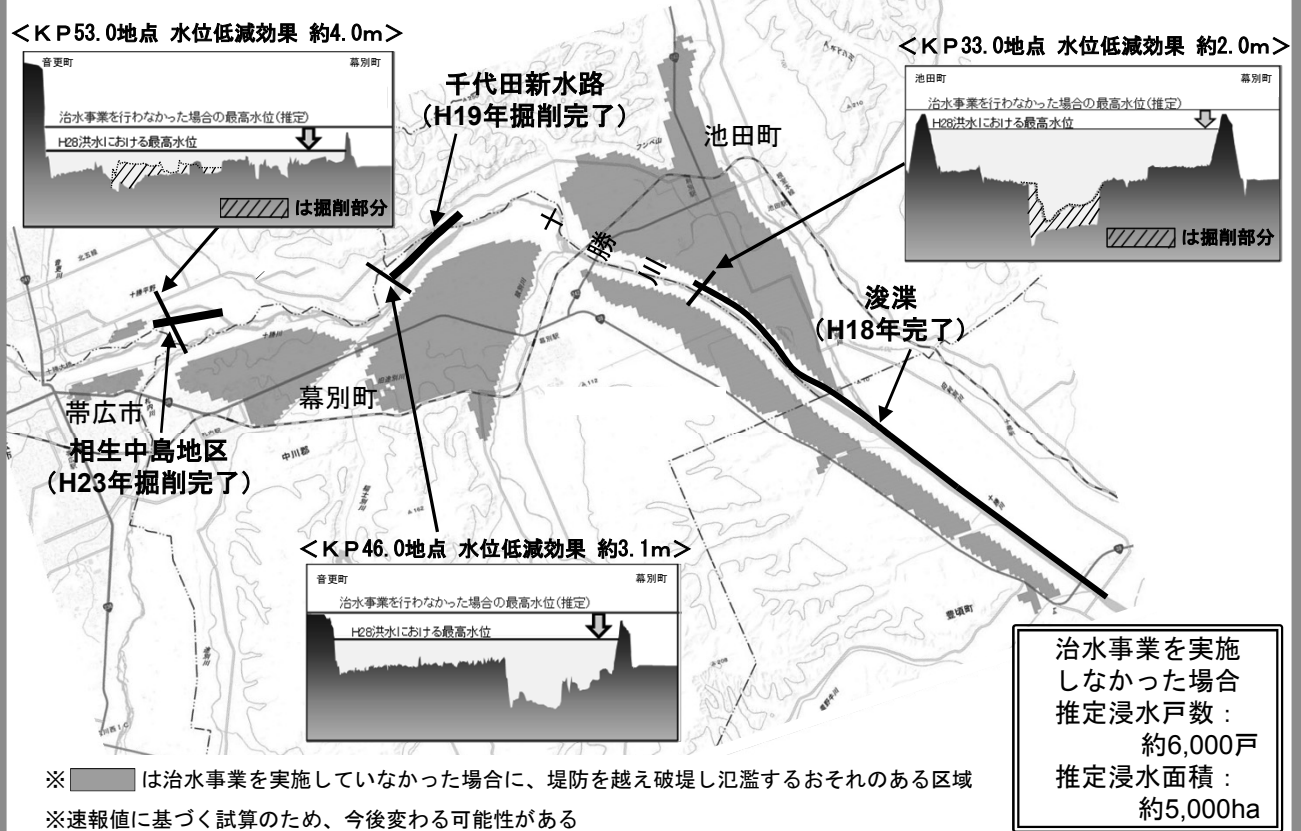 <KP53.0地点 水位低減効果 約4.0m>
音更町
幕別町
治水事業を行わなかった場合の最高水位(推定)
H28洪水における最高水位
は掘削部分
千代田新水路
(H19年掘削完了)
池田町
<KP33.0地点 水位低減効果 約2.0m>
池田町
幕別町
治水事業を行わなかった場合の最高水位(推定)
H28洪水における最高水位
は掘削部分
十勝川
浚渫
(H18年完了)
帯広市
幕別町
相生中島地区
(H23年掘削完了)
中川郡
豊頃町
<KP46.0地点 水位低減効果 約3.1m>
音更町
幕別町
治水事業を行わなかった場合の最高水位(推定)
H28洪水における最高水位
治水事業を実施
しなかった場合
推定浸水戸数:
約6,000戸
推定浸水面積:
約5,000ha
※は治水事業を実施していなかった場合に、堤防を越え破堤し氾濫するおそれのある区域
※速報値に基づく試算のため、今後変わる可能性がある